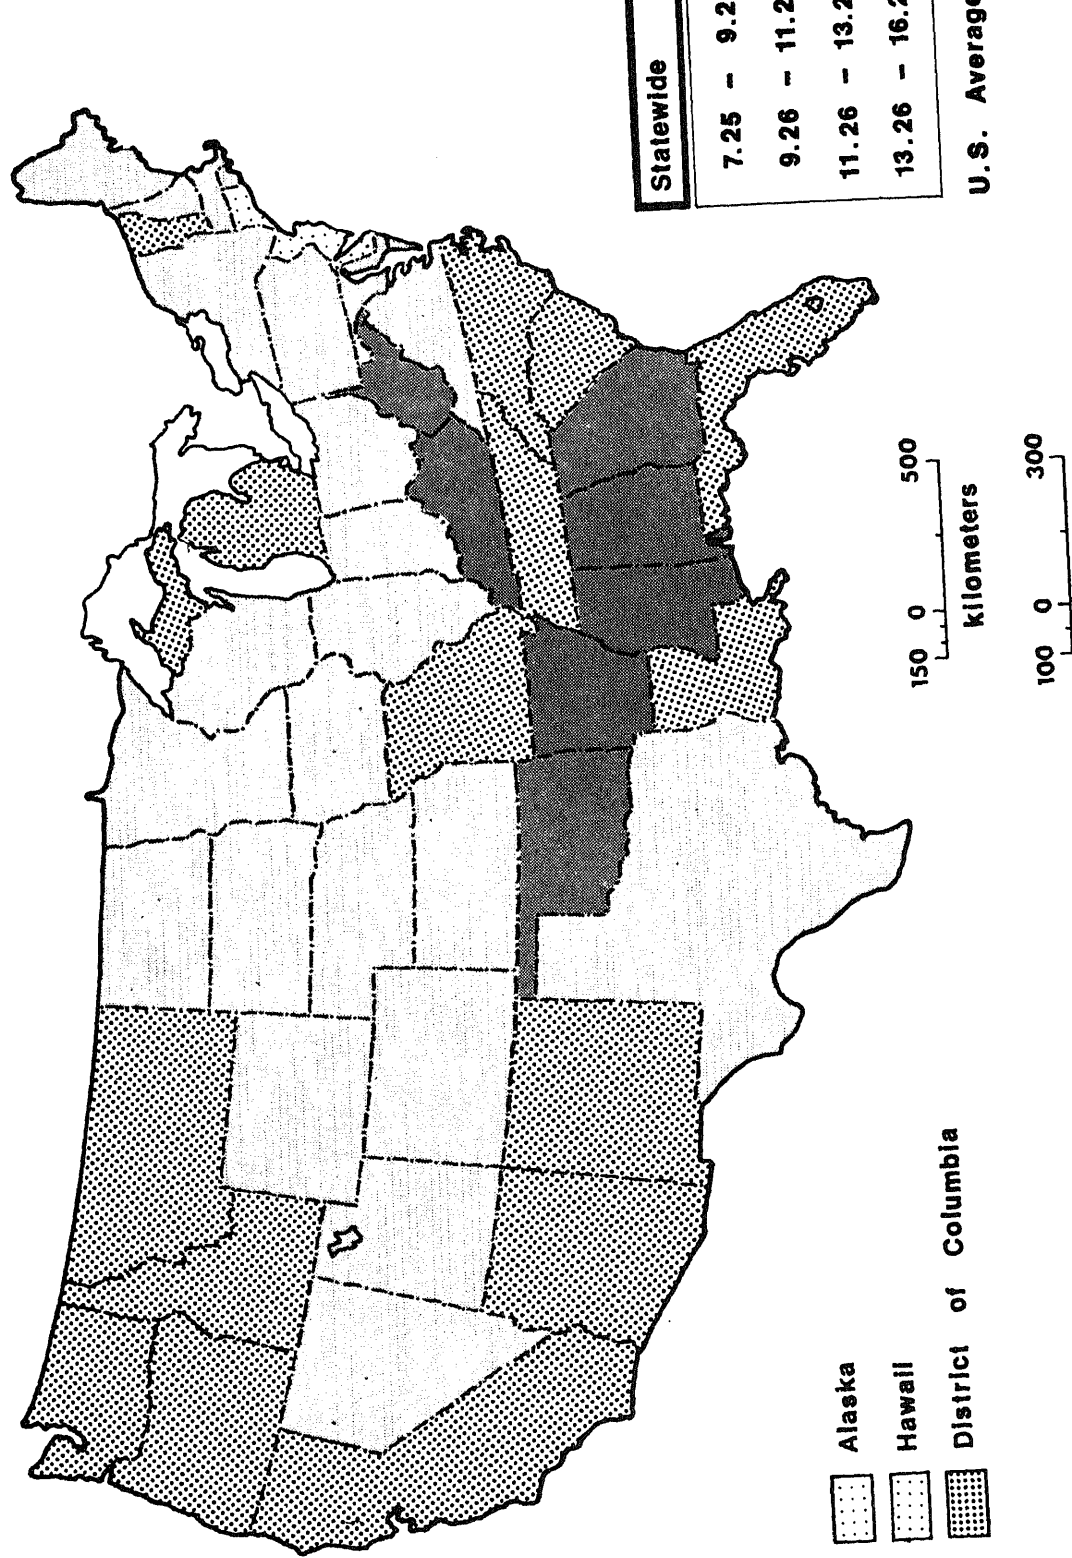 Statewide
7.25 - 9.2
9.26 - 11.2
11.26 - 13.2
13.26 - 16.2
U.S. Average
Alaska
Hawaii
District of Columbia
150 0 500
kilometers
100 0 300